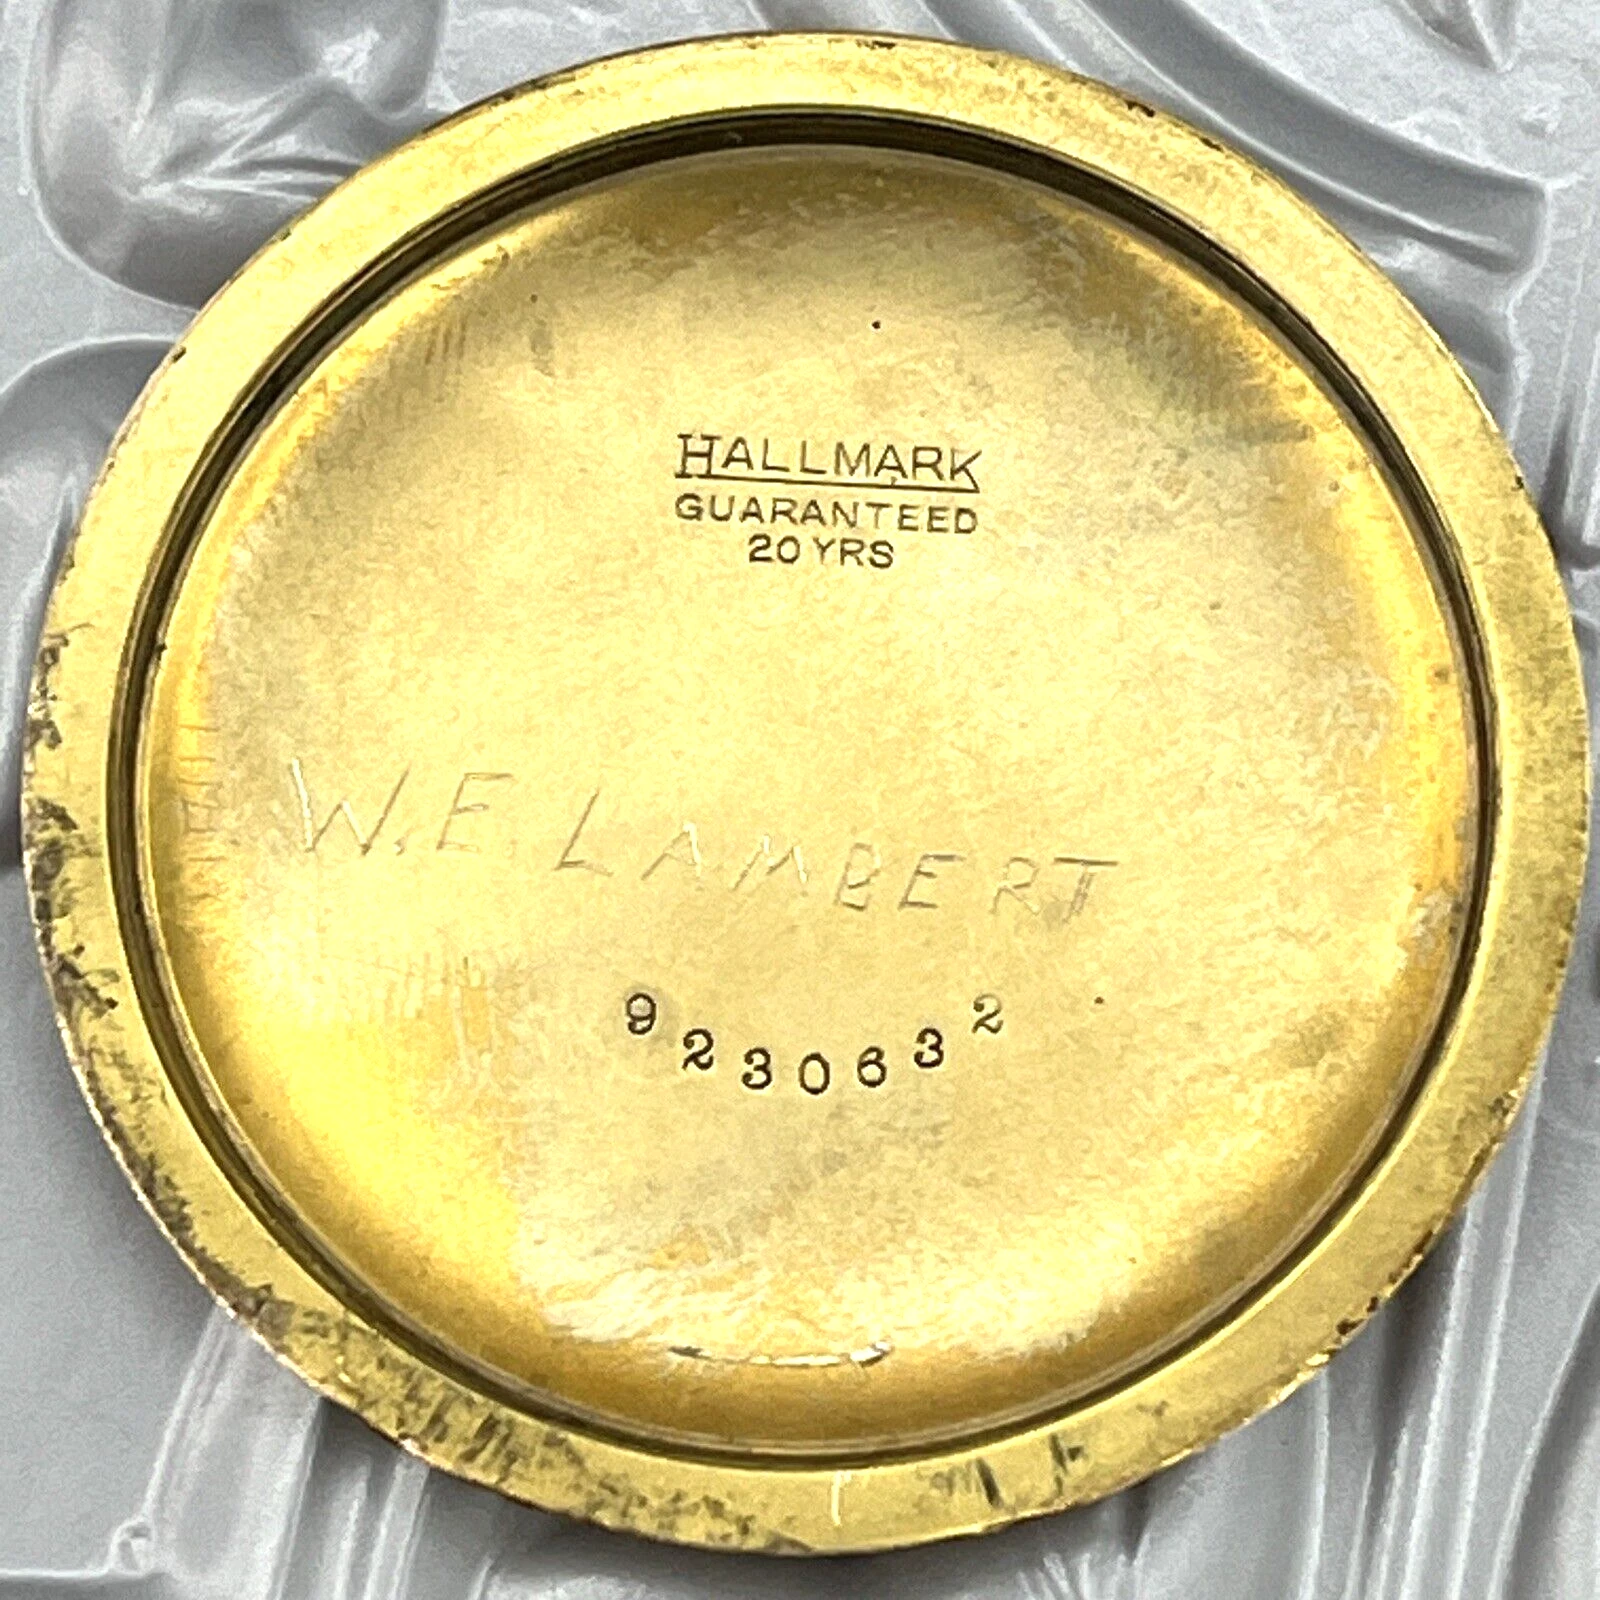 HALLMARK
GUARANTEED
20 YRS
W.E. LAMBERT
9230632